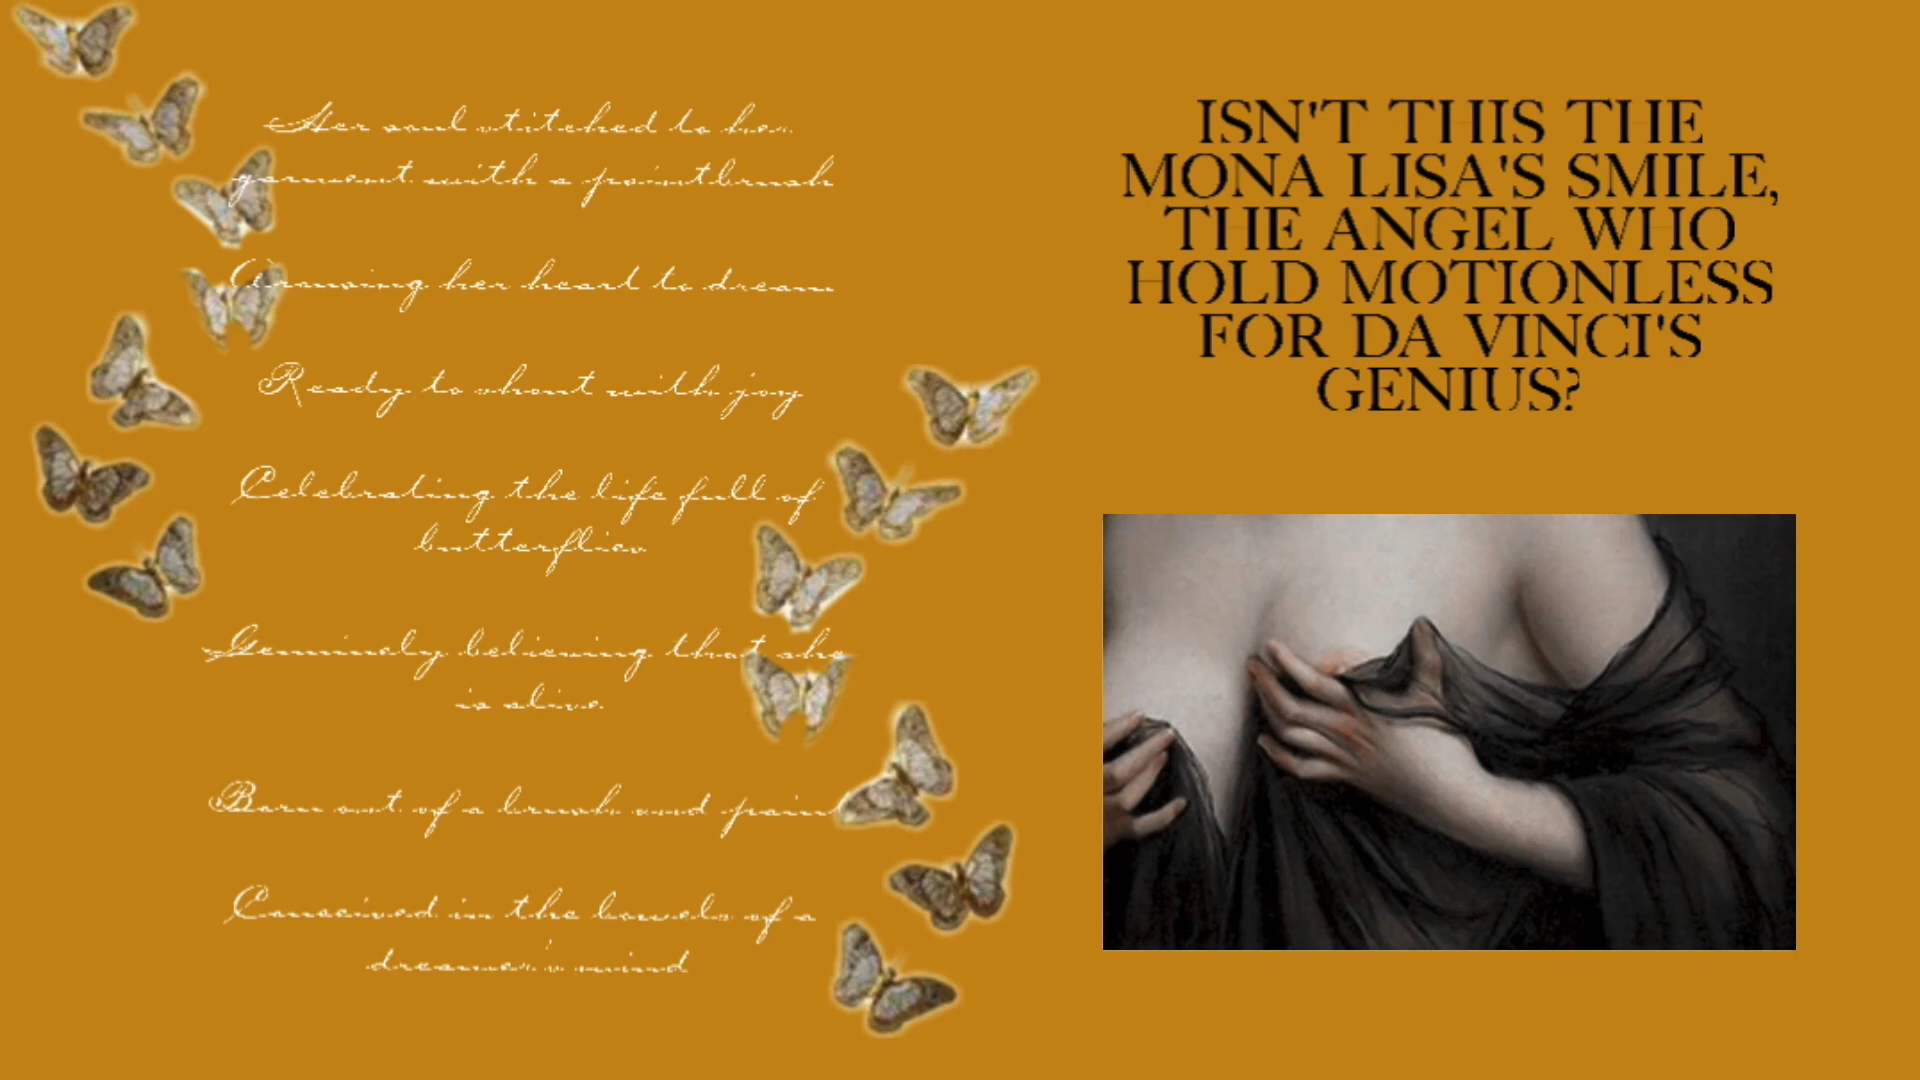 Her soul stitched to her
garment with a paintbrush
Arousing her heart to dream
Ready to shout with joy
Celebrating the life full of
butterflies
Genuinely believing that she
is alive
Born out of a brush and paint
Conceived in the bowels of a
dreamer's mind
ISN'T THIS THE
MONA LISA'S SMILE,
THE ANGEL WHO
HOLD MOTIONLESS
FOR DA VINCI'S
GENIUS?